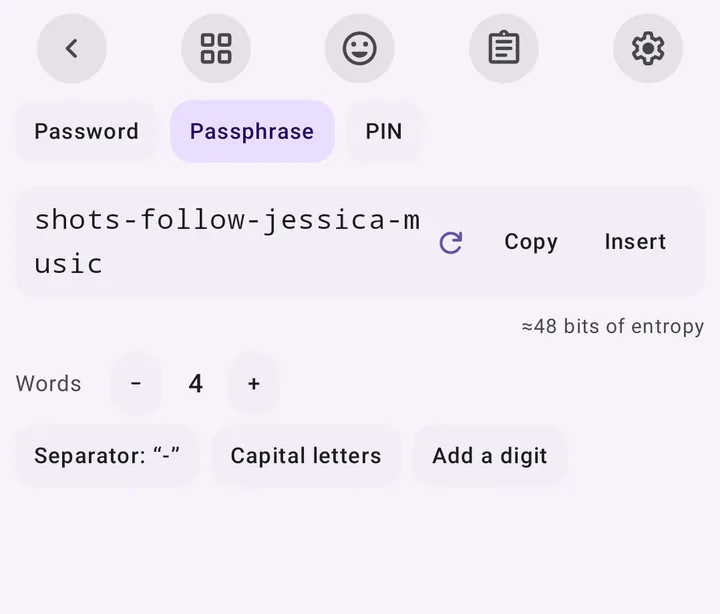 Password Passphrase PIN
shots-follow-jessica-m
usic
Copy Insert
≈48 bits of entropy
Words - 4 +
Separator: “-” Capital letters Add a digit